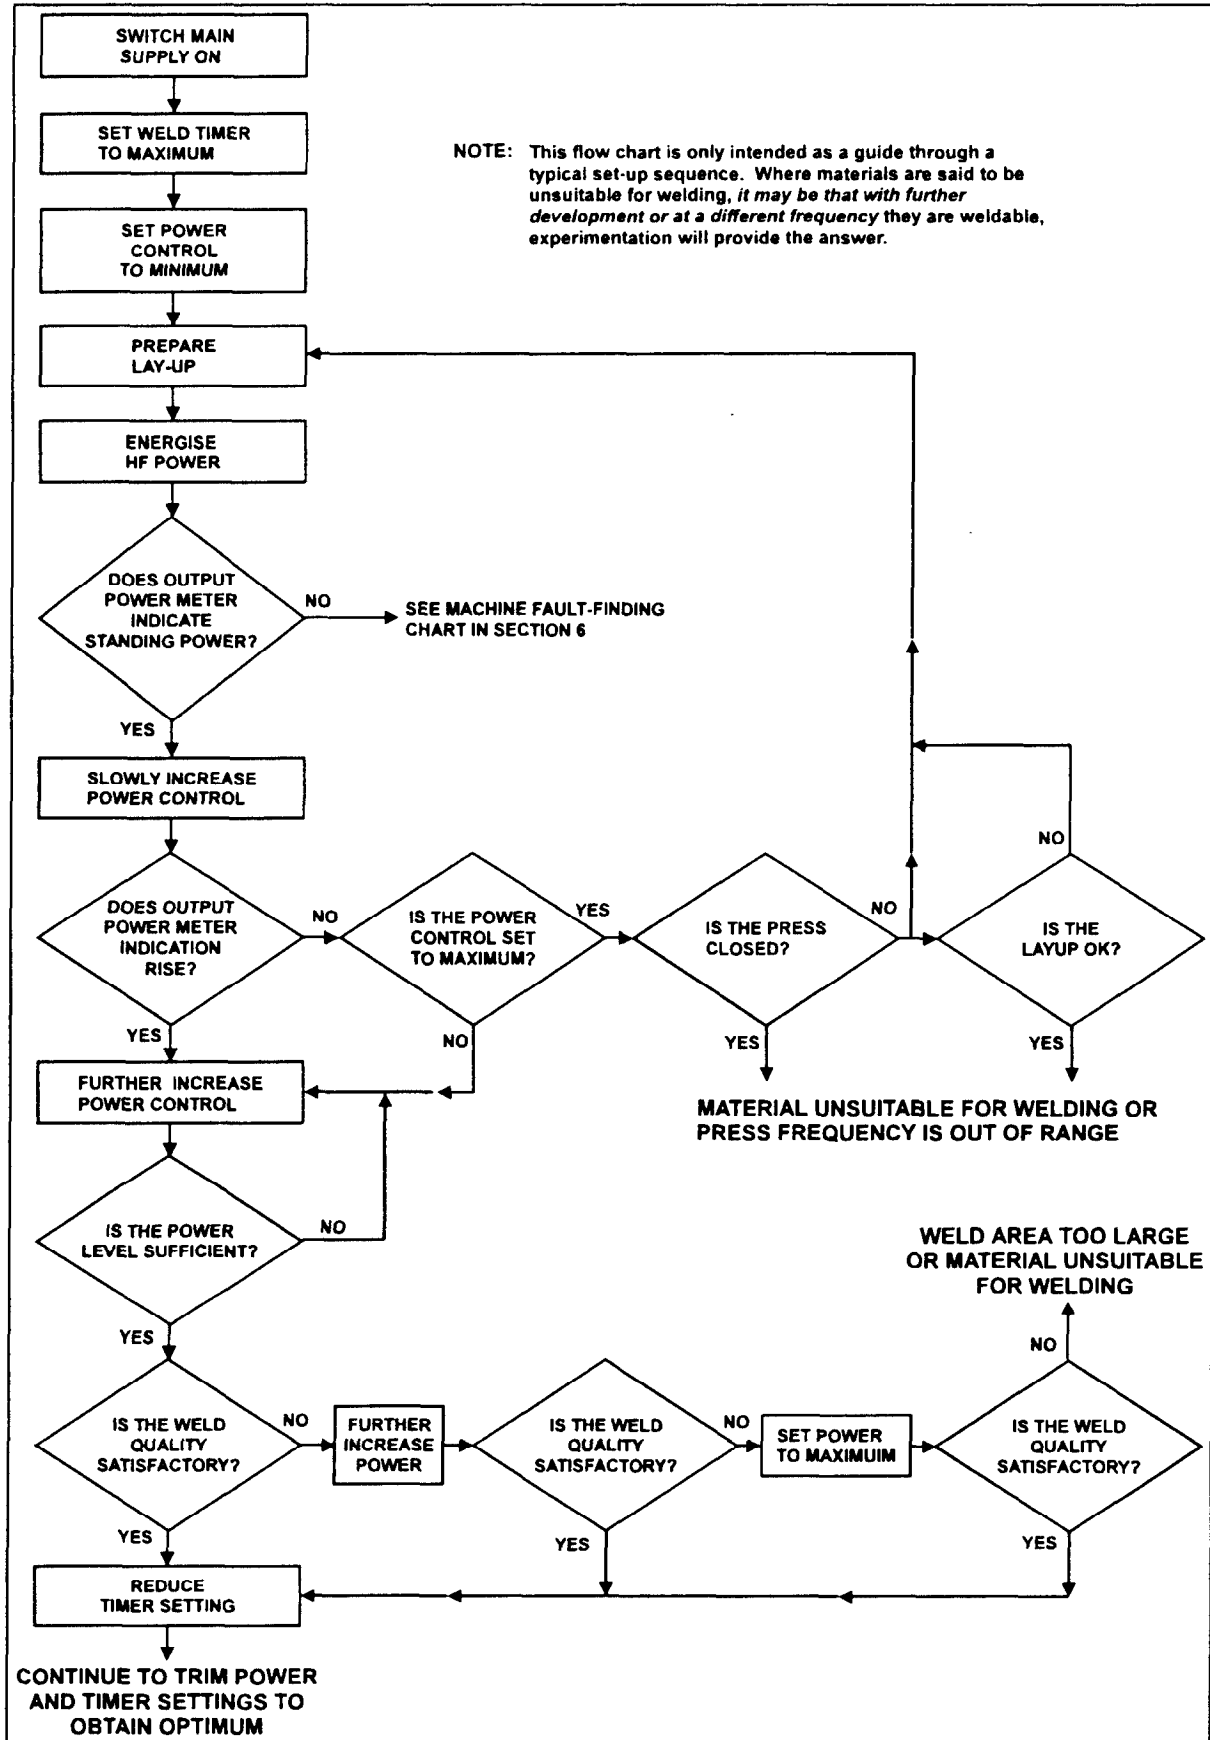 SWITCH MAIN
SUPPLY ON
SET WELD TIMER
TO MAXIMUM
NOTE: This flow chart is only intended as a guide through a
typical set-up sequence. Where materials are said to be
unsuitable for welding, it may be that with further
development or at a different frequency they are weldable,
experimentation will provide the answer.
SET POWER
CONTROL
TO MINIMUM
PREPARE
LAY-UP
ENERGISE
HF POWER
DOES OUTPUT
POWER METER
INDICATE
STANDING POWER?
NO
SEE MACHINE FAULT-FINDING
CHART IN SECTION 6
YES
SLOWLY INCREASE
POWER CONTROL
DOES OUTPUT
POWER METER
INDICATION
RISE?
NO
IS THE POWER
CONTROL SET
TO MAXIMUM?
YES
IS THE PRESS
CLOSED?
NO
IS THE
LAYUP OK?
NO
YES
NO
YES
YES
FURTHER INCREASE
POWER CONTROL
MATERIAL UNSUITABLE FOR WELDING OR
PRESS FREQUENCY IS OUT OF RANGE
IS THE POWER
LEVEL SUFFICIENT?
NO
WELD AREA TOO LARGE
OR MATERIAL UNSUITABLE
FOR WELDING
YES
NO
IS THE WELD
QUALITY
SATISFACTORY?
NO
FURTHER
INCREASE
POWER
IS THE WELD
QUALITY
SATISFACTORY?
NO
SET POWER
TO MAXIMUIM
IS THE WELD
QUALITY
SATISFACTORY?
YES
YES
YES
REDUCE
TIMER SETTING
CONTINUE TO TRIM POWER
AND TIMER SETTINGS TO
OBTAIN OPTIMUM